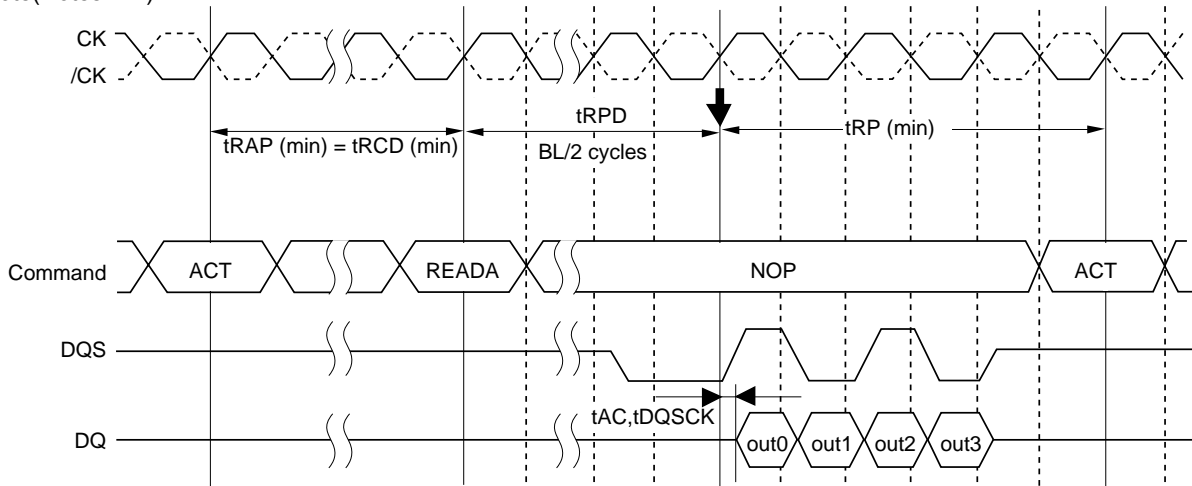 CK
/CK
tRPD
tRAP (min) = tRCD (min)
BL/2 cycles
tRP (min)
Command
ACT
READA
NOP
ACT
DQS
tAC,tDQSCK
DQ
out0
out1
out2
out3